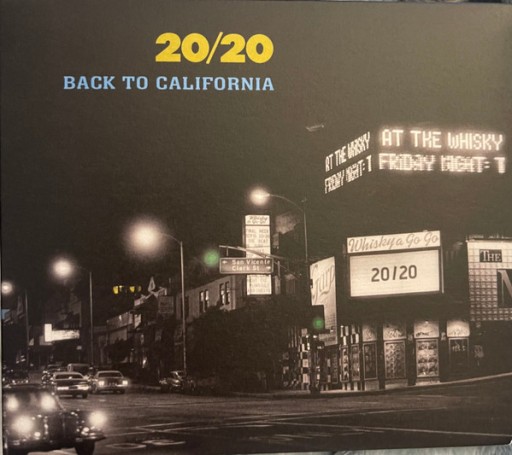 20/20
BACK TO CALIFORNIA
AT THE WHISKY
FRIDAY NIGHT:
AT THE WHISKY
FRIDAY NIGHT: 1
Whisky a Go Go
20/20
San Vicente
Clark St
THE